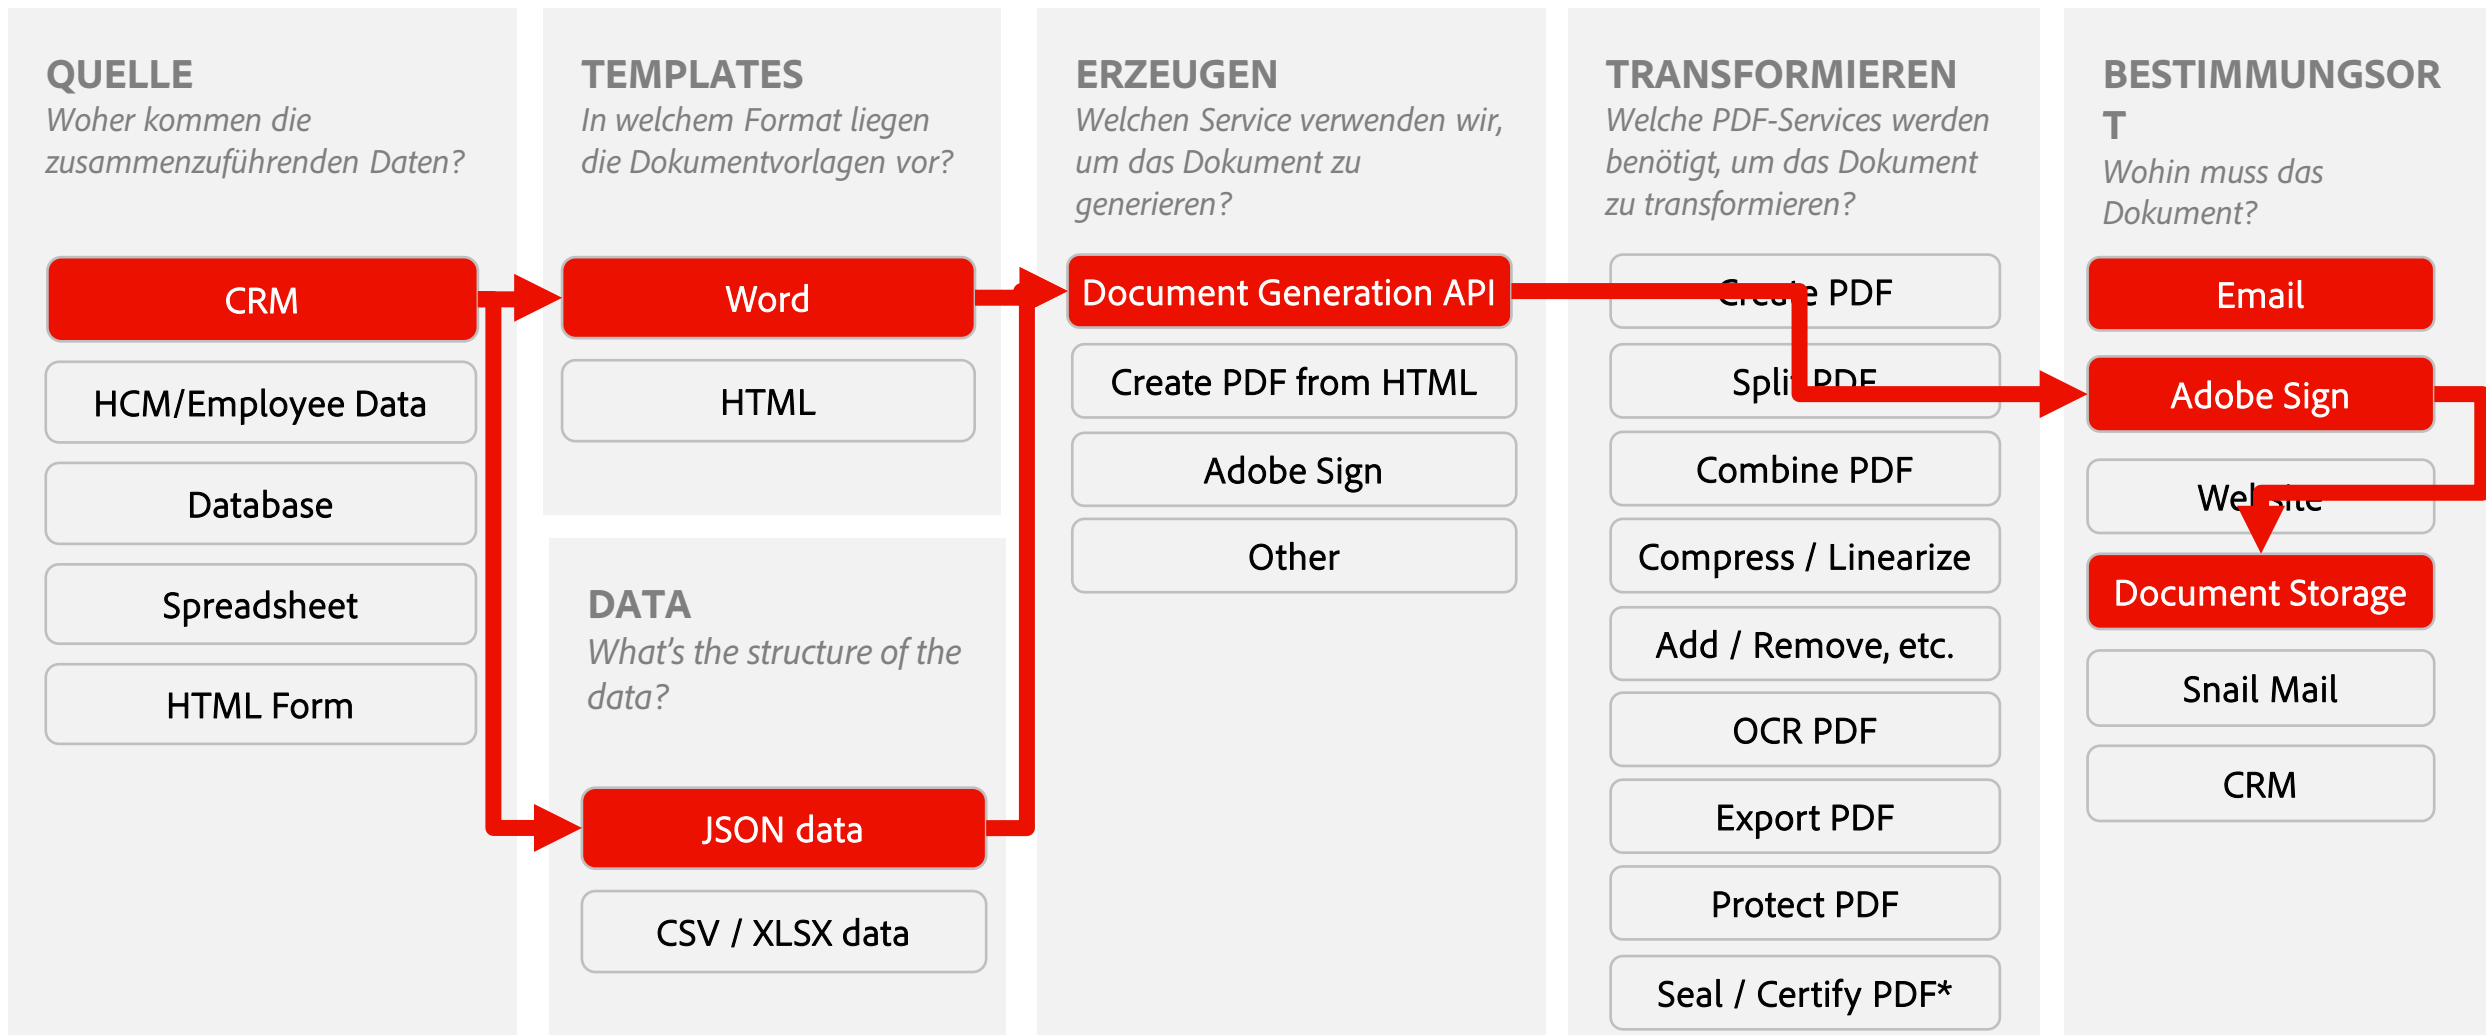 QUELLE
Woher kommen die
zusammenzuführenden Daten?
CRM
HCM/Employee Data
Database
Spreadsheet
HTML Form
TEMPLATES
In welchem Format liegen
die Dokumentvorlagen vor?
Word
HTML
DATA
What's the structure of the
data?
JSON data
CSV / XLSX data
ERZEUGEN
Welchen Service verwenden wir,
um das Dokument zu
generieren?
Document Generation API
Create PDF from HTML
Adobe Sign
Other
TRANSFORMIEREN
Welche PDF-Services werden
benötigt, um das Dokument
zu transformieren?
Create PDF
Split PDF
Combine PDF
Compress / Linearize
Add / Remove, etc.
OCR PDF
Export PDF
Protect PDF
Seal / Certify PDF*
BESTIMMUNGSOR
T
Wohin muss das
Dokument?
Email
Adobe Sign
Website
Document Storage
Snail Mail
CRM